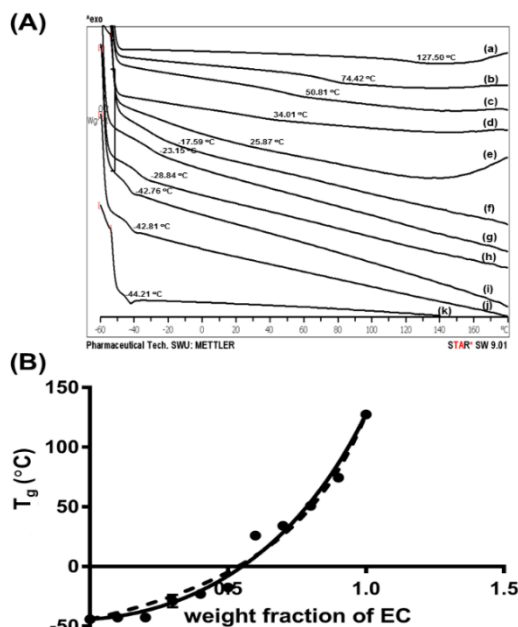 (A)
^exo
127.50 °C
(a)
74.42 °C
(b)
50.81 °C
(c)
34.01 °C
(d)
-17.59 °C
25.87 °C
(e)
-23.15 °C
-28.84 °C
(f)
-42.76 °C
(g)
(h)
-42.81 °C
(i)
-44.21 °C
(k)
(j)
-60 -40 -20 0 20 40 60 80 100 120 140 160 °C
Pharmaceutical Tech. SWU: METTLER
STAR° SW 9.01
(B)
150
100
50
0
-50
Tg (°C)
0.5 1.0 1.5
weight fraction of EC